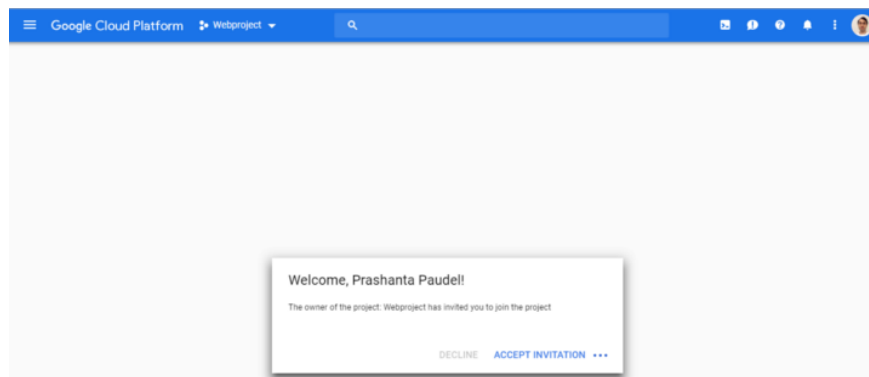 Google Cloud Platform Webproject
Welcome, Prashanta Paudel!
The owner of the project: Webproject has invited you to join the project
DECLINE ACCEPT INVITATION